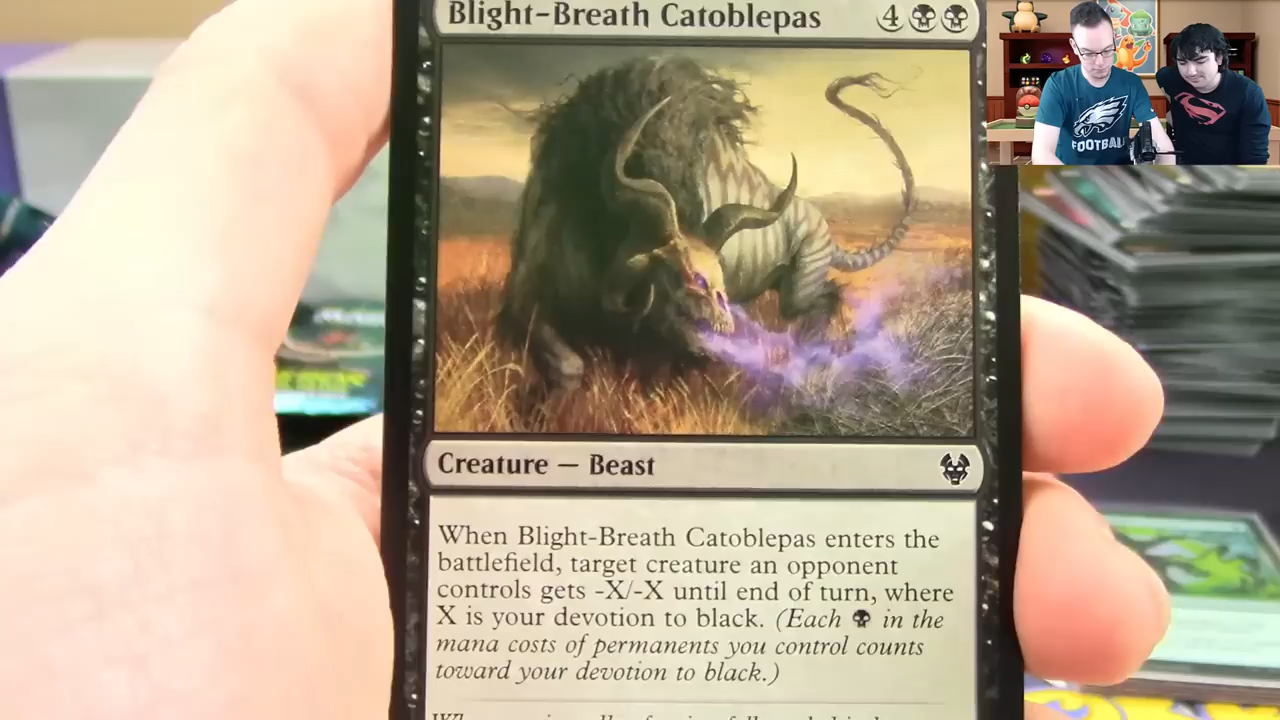 Blight-Breath Catoblepas 4
FOOTBALL
Creature — Beast
When Blight-Breath Catoblepas enters the
battlefield, target creature an opponent
controls gets -X/-X until end of turn, where
X is your devotion to black. (Each in the
mana costs of permanents you control counts
toward your devotion to black.)